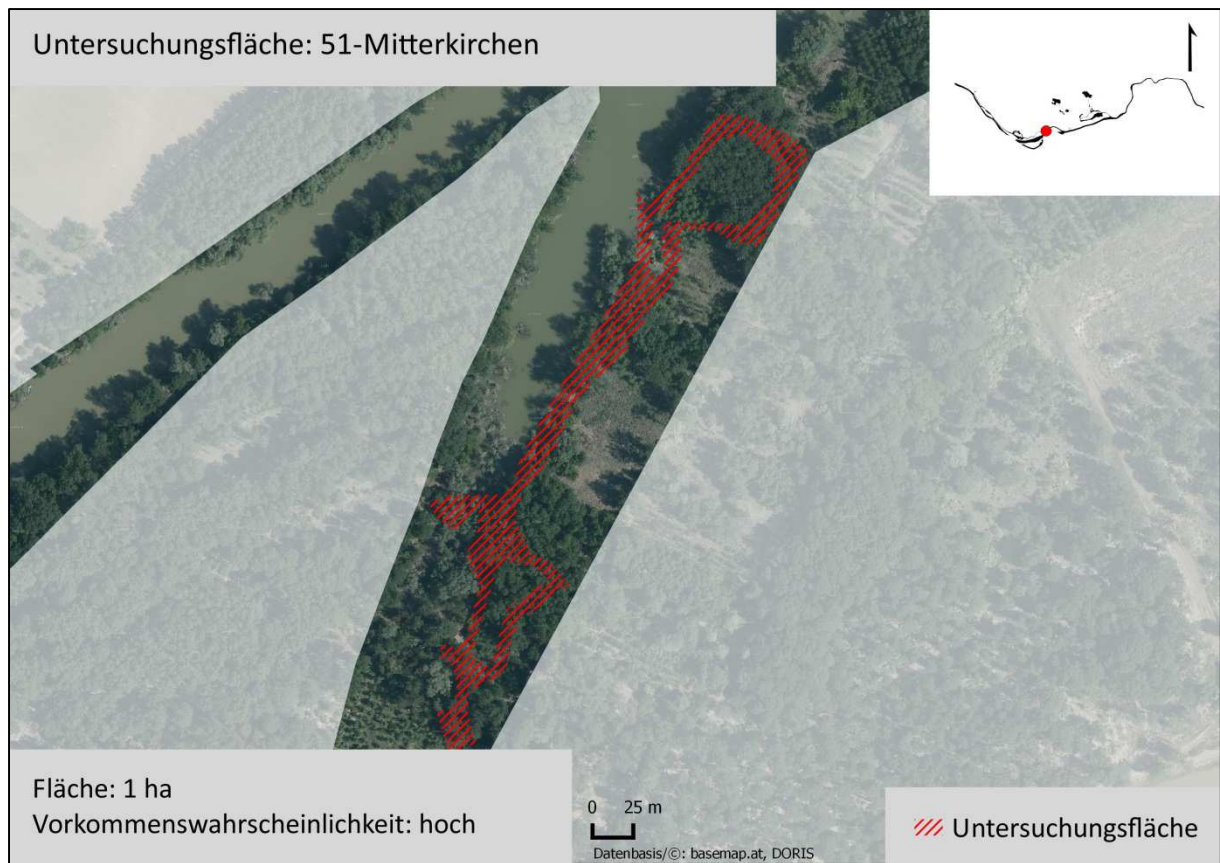 Untersuchungsfläche: 51-Mitterkirchen
Fläche: 1 ha
Vorkommenswahrscheinlichkeit: hoch
0 25 m
Datenbasis/©: basemap.at, DORIS
Untersuchungsfläche